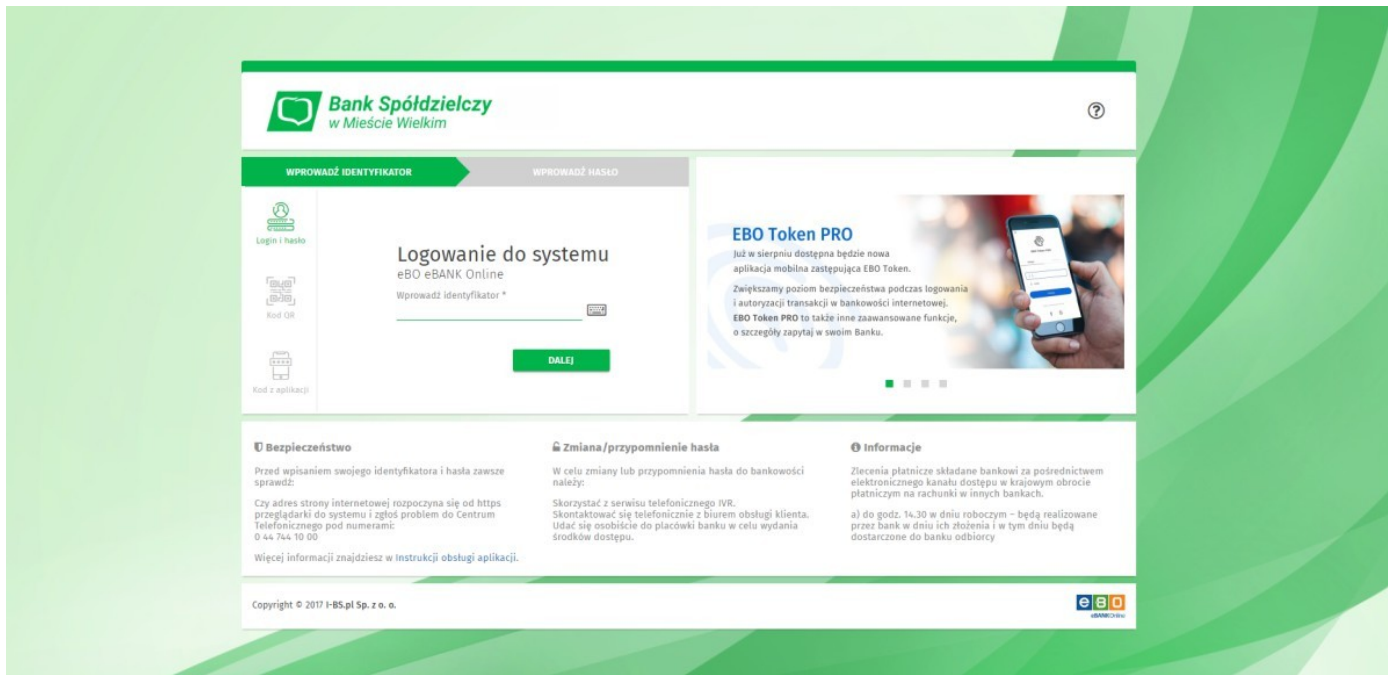 Bank Spółdzielczy
w Mieście Wielkim
WPROWADŹ IDENTYFIKATOR
WPROWADŹ HASŁO
Login i hasło
Kod QR
Kod z aplikacji
Logowanie do systemu
eBO eBANK Online
Wprowadź identyfikator *
DALEJ
EBO Token PRO
Już w sierpniu dostępna będzie nowa
aplikacja mobilna zastępująca EBO Token.
Zwiększamy poziom bezpieczeństwa podczas logowania
i autoryzacji transakcji w bankowości internetowej.
EBO Token PRO to także inne zaawansowane funkcje,
o szczegóły zapytaj w swoim Banku.
Bezpieczeństwo
Przed wpisaniem swojego identyfikatora i hasła zawsze
sprawdź:
Czy adres strony internetowej rozpoczyna się od https
przeglądarki do systemu i zgłoś problem do Centrum
Telefonicznego pod numerami:
0 44 744 10 00
Więcej informacji znajdziesz w Instrukcji obsługi aplikacji.
Zmiana/przypomnienie hasła
W celu zmiany lub przypomnienia hasła do bankowości
należy:
Skorzystać z serwisu telefonicznego IVR.
Skontaktować się telefonicznie z biurem obsługi klienta.
Udać się osobiście do placówki banku w celu wydania
środków dostępu.
Informacje
Zlecenia płatnicze składane bankowi za pośrednictwem
elektronicznego kanału dostępu w krajowym obrocie
płatniczym na rachunki w innych bankach.
a) do godz. 14.30 w dniu roboczym – będą realizowane
przez bank w dniu ich złożenia i w tym dniu będą
dostarczone do banku odbiorcy
Copyright © 2017 I-BS.pl Sp. z o. o.
eBO
eBANKOnline